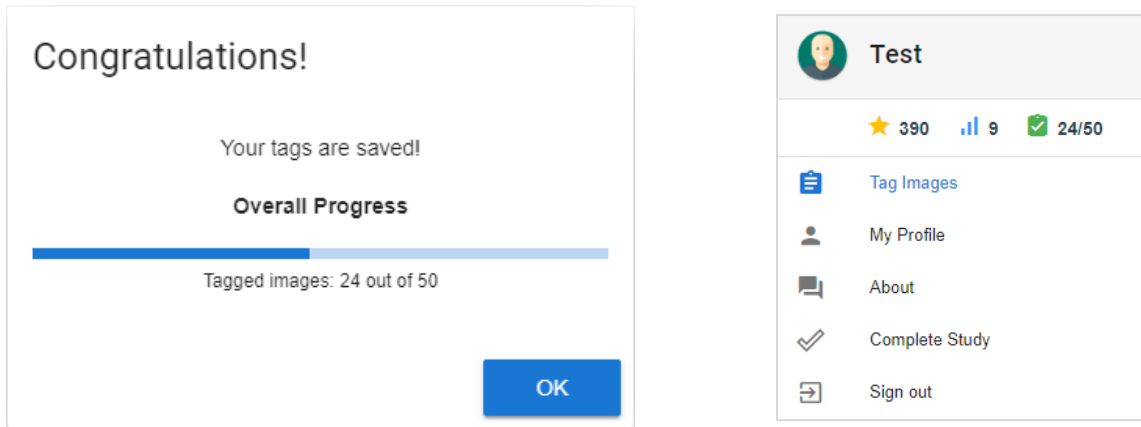 Congratulations!
Your tags are saved!
Overall Progress
Tagged images: 24 out of 50
OK
Test
390 9 24/50
Tag Images
My Profile
About
Complete Study
Sign out